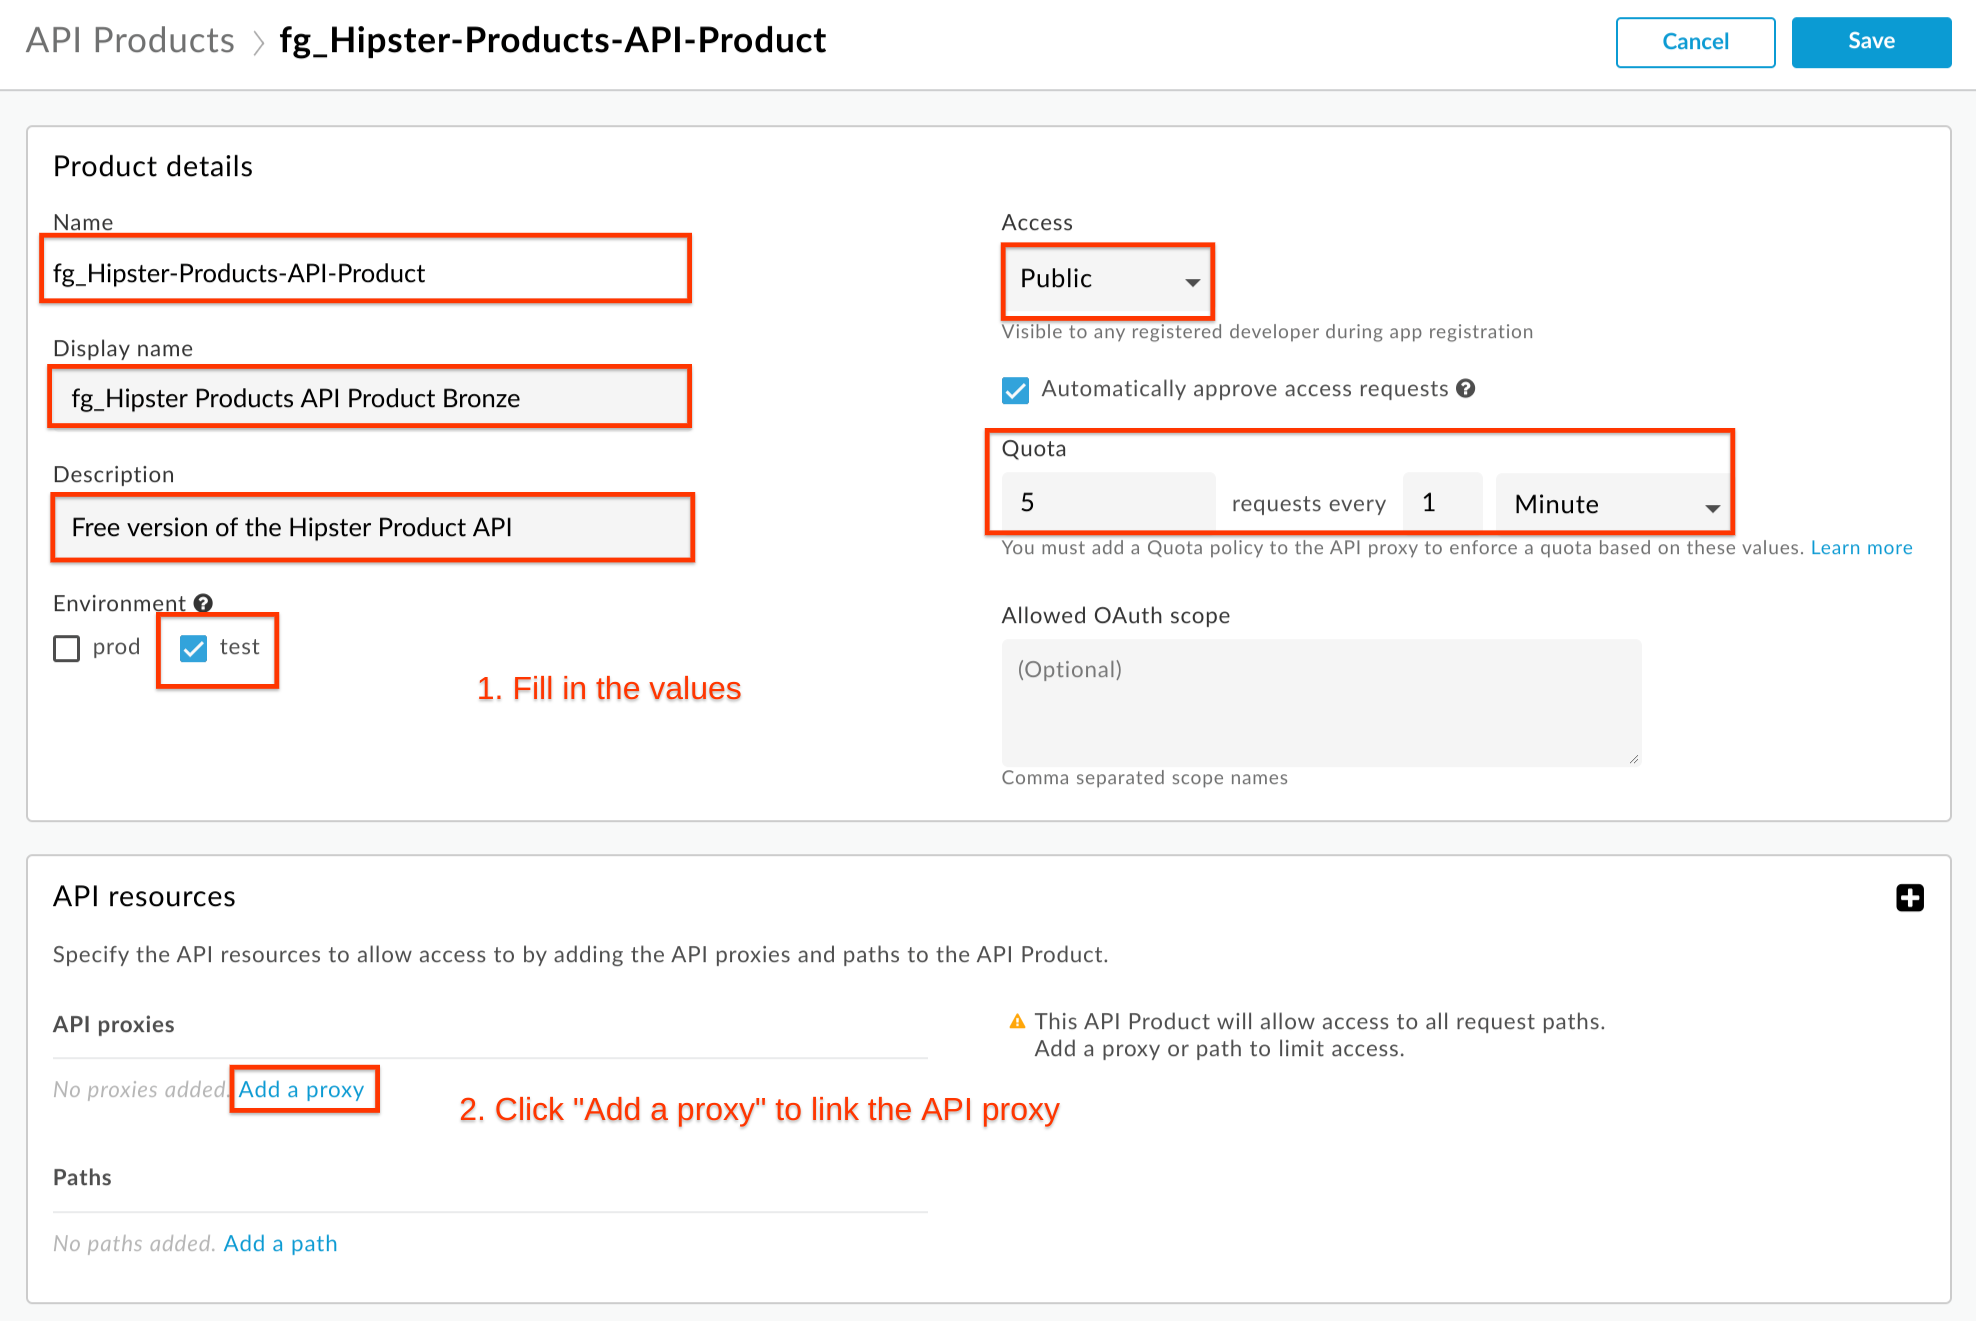 API Products > fg_Hipster-Products-API-Product
Cancel
Save
Product details
Name
fg_Hipster-Products-API-Product
Display name
fg_Hipster Products API Product Bronze
Description
Free version of the Hipster Product API
Environment
prod
test
1. Fill in the values
Access
Public
Visible to any registered developer during app registration
Automatically approve access requests
Quota
5 requests every 1 Minute
You must add a Quota policy to the API proxy to enforce a quota based on these values. Learn more
Allowed OAuth scope
(Optional)
Comma separated scope names
API resources
Specify the API resources to allow access to by adding the API proxies and paths to the API Product.
API proxies
No proxies added. Add a proxy
2. Click "Add a proxy" to link the API proxy
This API Product will allow access to all request paths.
Add a proxy or path to limit access.
Paths
No paths added. Add a path